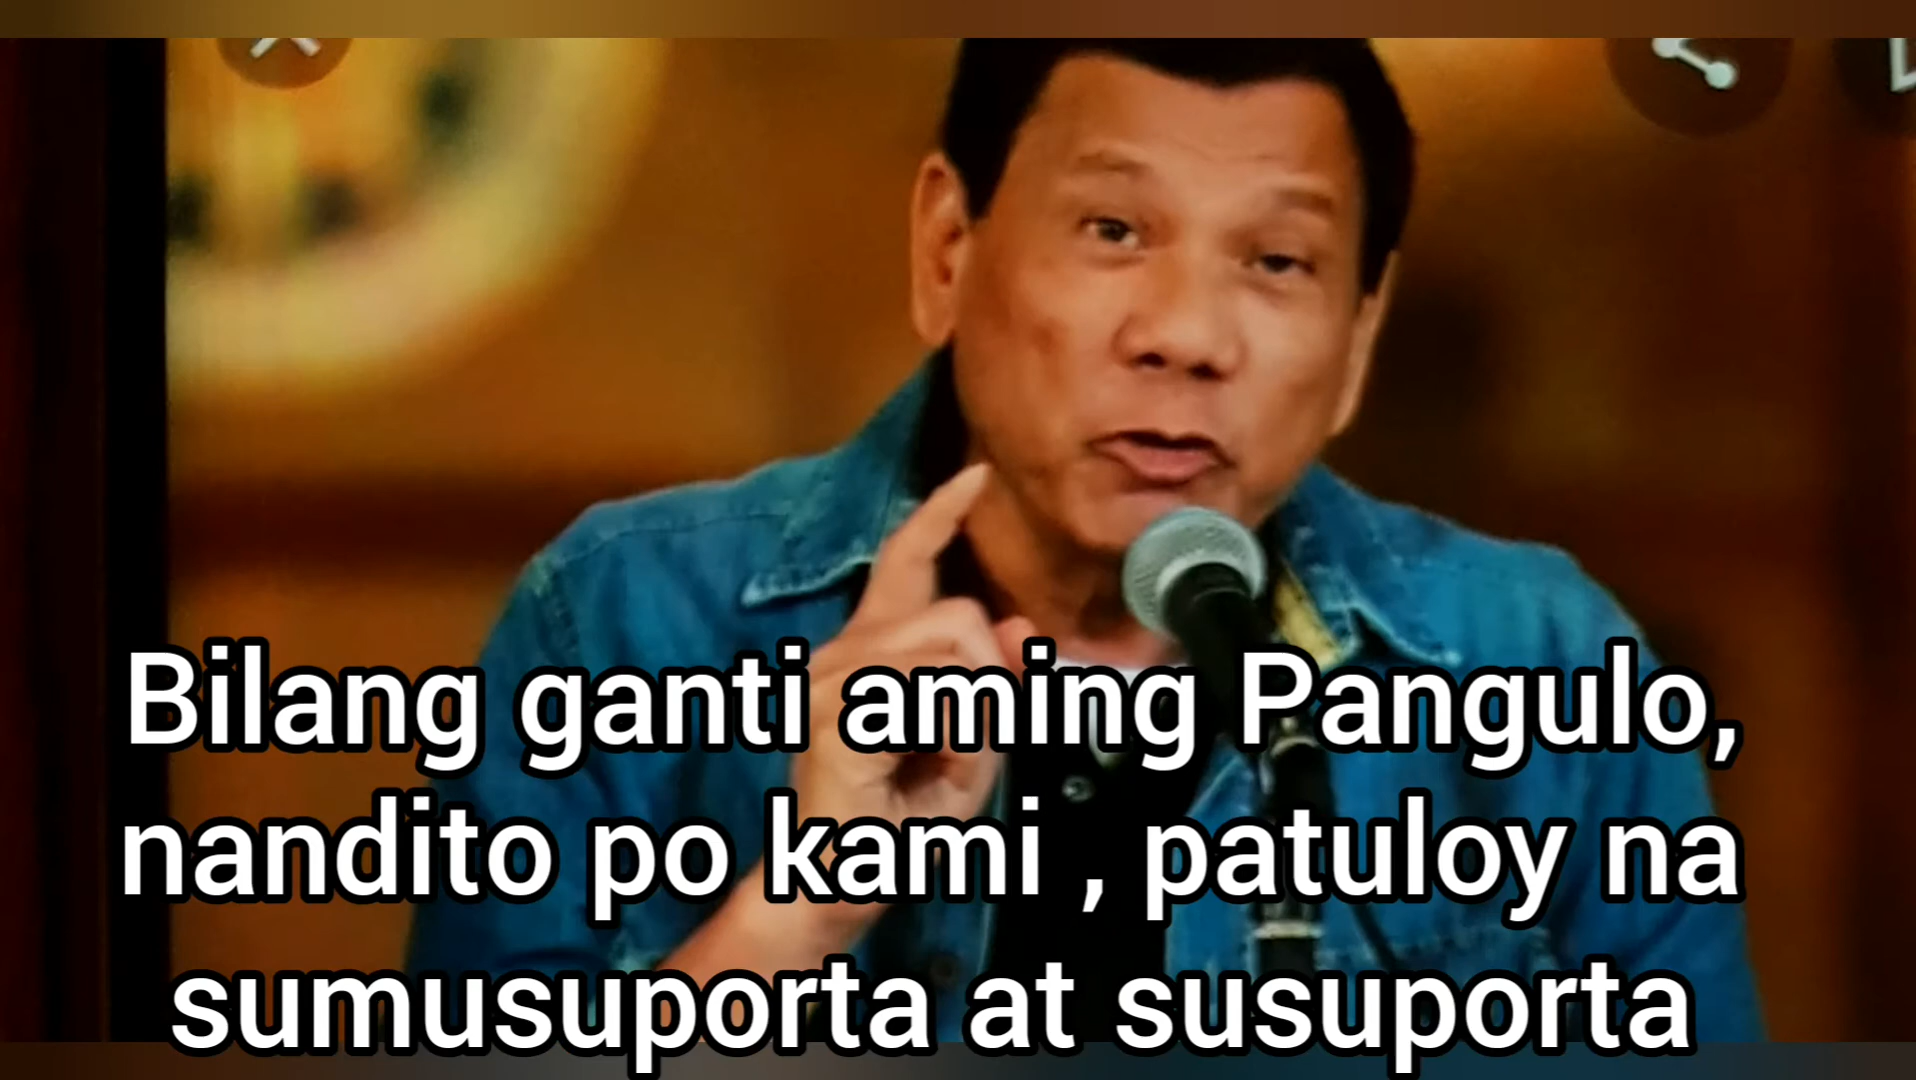 Bilang ganti aming Pangulo,
nandito po kami , patuloy na
sumusuporta at susuporta